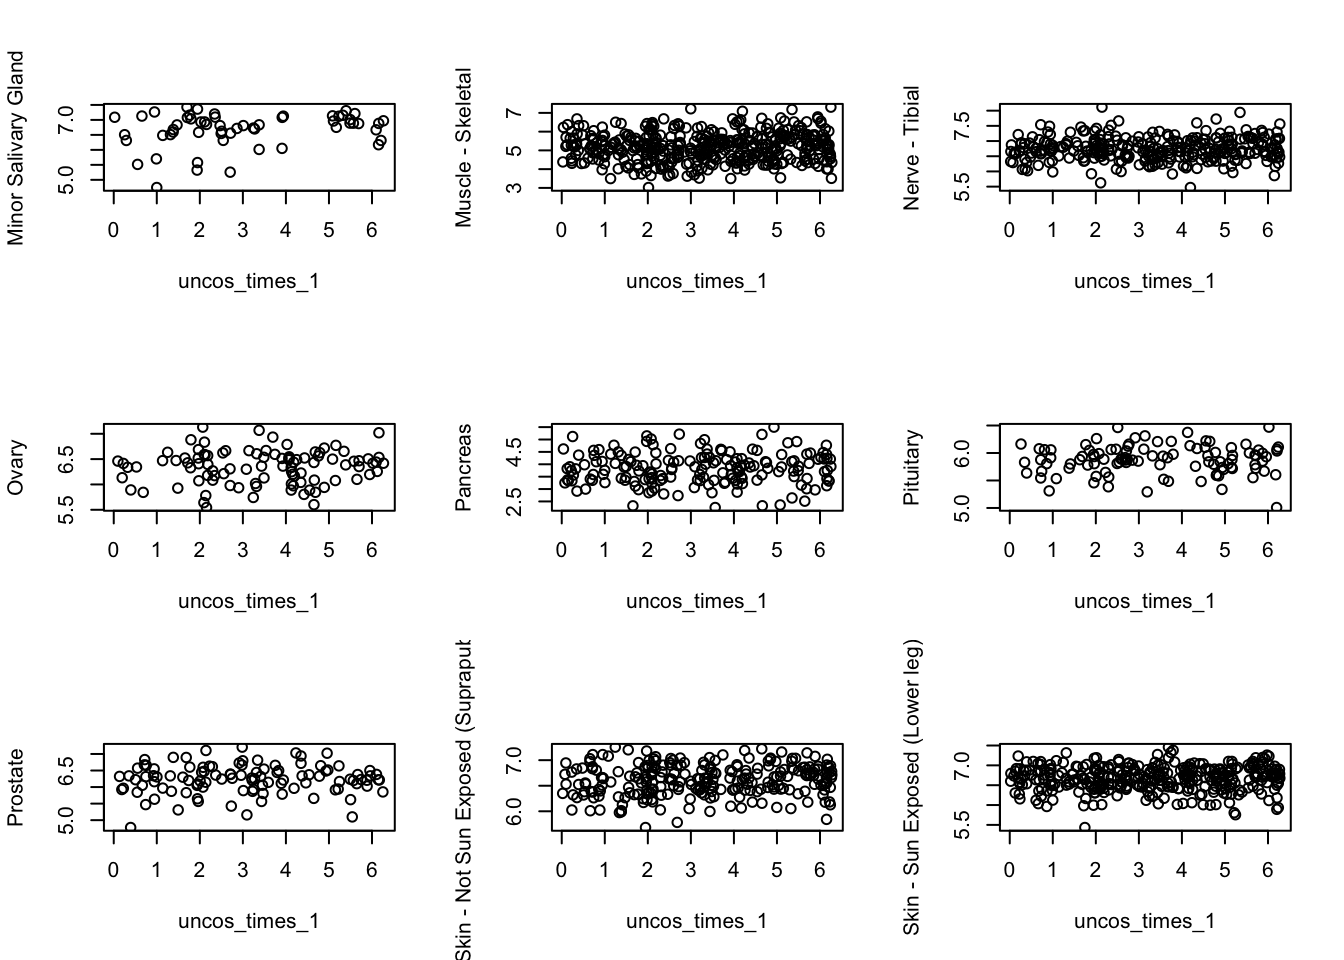 Minor Salivary Gland
7.0
5.0
0 1 2 3 4 5 6
uncos_times_1
Muscle - Skeletal
7
5
3
0 1 2 3 4 5 6
uncos_times_1
Nerve - Tibial
7.5
5.5
0 1 2 3 4 5 6
uncos_times_1
Ovary
6.5
5.5
0 1 2 3 4 5 6
uncos_times_1
Pancreas
4.5
2.5
0 1 2 3 4 5 6
uncos_times_1
Pituitary
6.0
5.0
0 1 2 3 4 5 6
uncos_times_1
Prostate
6.5
5.0
0 1 2 3 4 5 6
uncos_times_1
Skin - Not Sun Exposed (Suprapub
7.0
6.0
0 1 2 3 4 5 6
uncos_times_1
Skin - Sun Exposed (Lower leg)
7.0
5.5
0 1 2 3 4 5 6
uncos_times_1